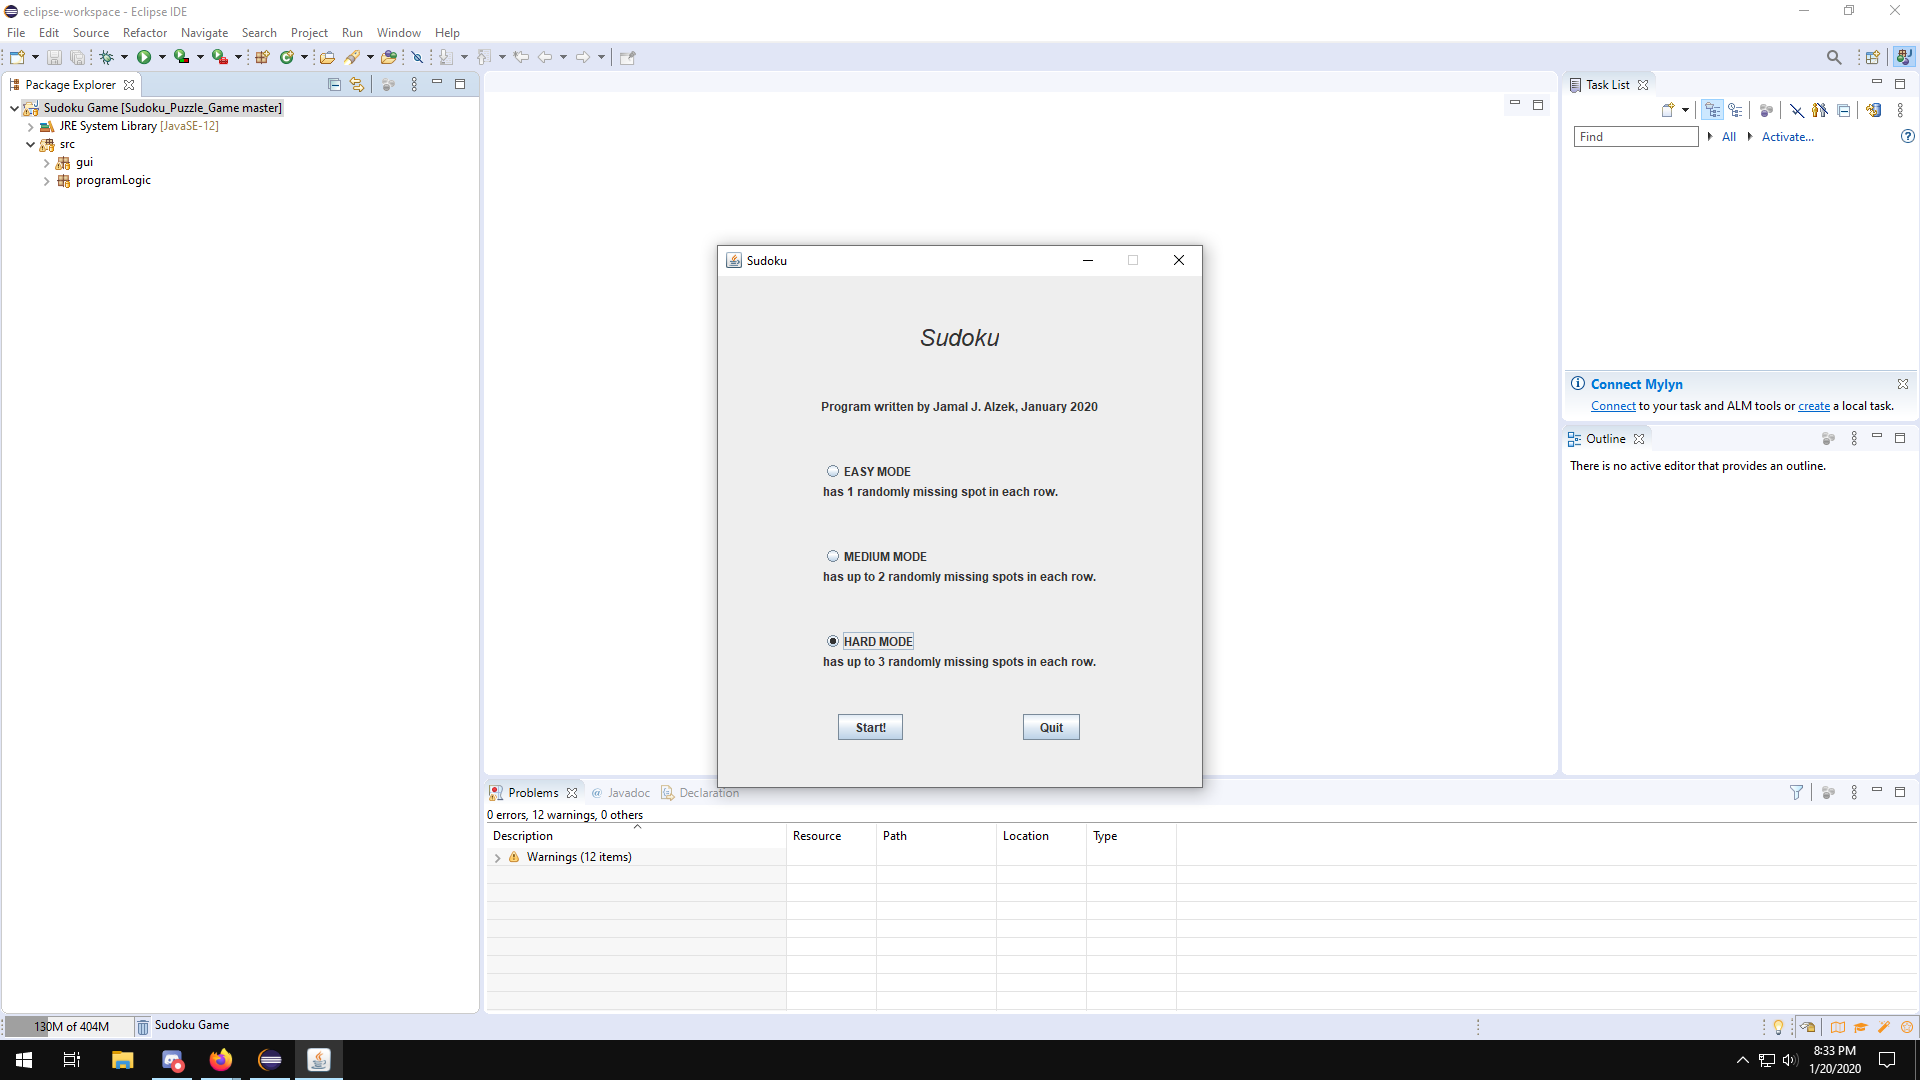 eclipse-workspace - Eclipse IDE
File Edit Source Refactor Navigate Search Project Run Window Help
Package Explorer
Sudoku Game [Sudoku_Puzzle_Game master]
JRE System Library [JavaSE-12]
src
gui
programLogic
Task List
Find All Activate...
Connect Mylyn
Connect to your task and ALM tools or create a local task.
Outline
There is no active editor that provides an outline.
Sudoku
Sudoku
Program written by Jamal J. Alzek, January 2020
EASY MODE
has 1 randomly missing spot in each row.
MEDIUM MODE
has up to 2 randomly missing spots in each row.
HARD MODE
has up to 3 randomly missing spots in each row.
Start! Quit
Problems Javadoc Declaration
0 errors, 12 warnings, 0 others
Description Resource Path Location Type
Warnings (12 items)
130M of 404M Sudoku Game
8:33 PM
1/20/2020